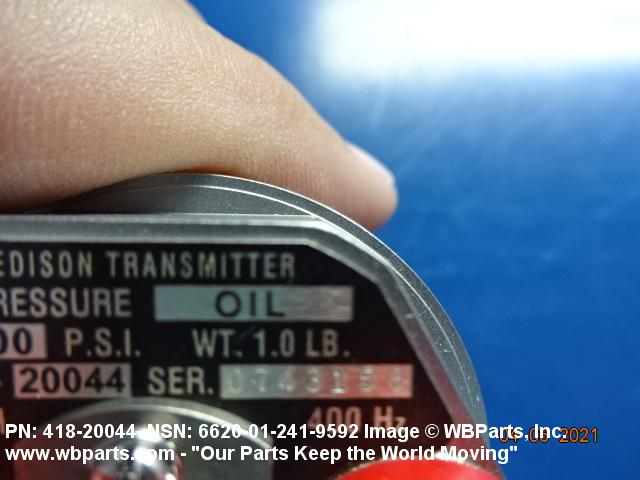 EDISON TRANSMITTER
RESSURE OIL
00 P.S.I. WT. 1.0 LB.
20044 SER.
400 Hz
PN: 418-20044 NSN: 6620-01-241-9592 Image © WBParts, Inc.
www.wbparts.com - "Our Parts Keep the World Moving"
2021